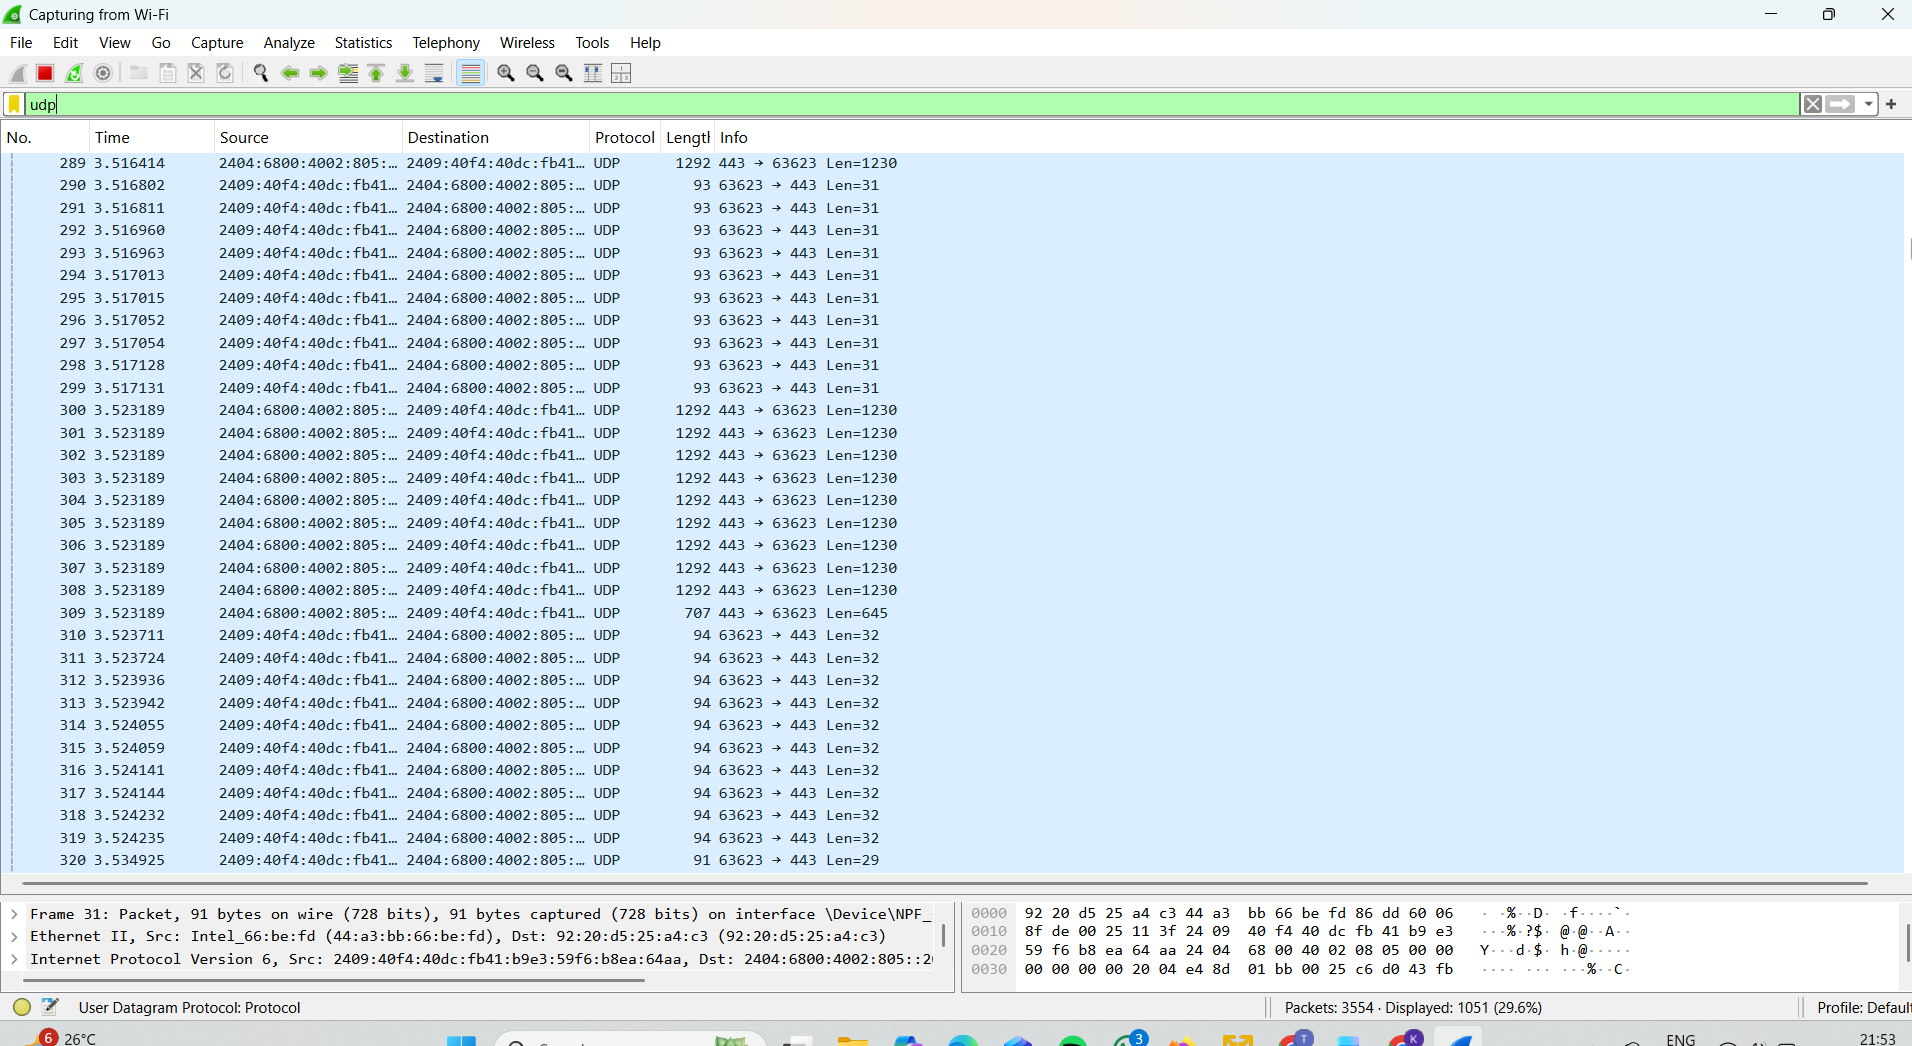 Capturing from Wi-Fi
File Edit View Go Capture Analyze Statistics Telephony Wireless Tools Help
udp
No. Time Source Destination Protocol Length Info
289 3.516414 2404:6800:4002:805:… 2409:40f4:40dc:fb41… UDP 1292 443 → 63623 Len=1230
290 3.516802 2409:40f4:40dc:fb41… 2404:6800:4002:805:… UDP 93 63623 → 443 Len=31
291 3.516811 2409:40f4:40dc:fb41… 2404:6800:4002:805:… UDP 93 63623 → 443 Len=31
292 3.516960 2409:40f4:40dc:fb41… 2404:6800:4002:805:… UDP 93 63623 → 443 Len=31
293 3.516963 2409:40f4:40dc:fb41… 2404:6800:4002:805:… UDP 93 63623 → 443 Len=31
294 3.517013 2409:40f4:40dc:fb41… 2404:6800:4002:805:… UDP 93 63623 → 443 Len=31
295 3.517015 2409:40f4:40dc:fb41… 2404:6800:4002:805:… UDP 93 63623 → 443 Len=31
296 3.517052 2409:40f4:40dc:fb41… 2404:6800:4002:805:… UDP 93 63623 → 443 Len=31
297 3.517054 2409:40f4:40dc:fb41… 2404:6800:4002:805:… UDP 93 63623 → 443 Len=31
298 3.517128 2409:40f4:40dc:fb41… 2404:6800:4002:805:… UDP 93 63623 → 443 Len=31
299 3.517131 2409:40f4:40dc:fb41… 2404:6800:4002:805:… UDP 93 63623 → 443 Len=31
300 3.523189 2404:6800:4002:805:… 2409:40f4:40dc:fb41… UDP 1292 443 → 63623 Len=1230
301 3.523189 2404:6800:4002:805:… 2409:40f4:40dc:fb41… UDP 1292 443 → 63623 Len=1230
302 3.523189 2404:6800:4002:805:… 2409:40f4:40dc:fb41… UDP 1292 443 → 63623 Len=1230
303 3.523189 2404:6800:4002:805:… 2409:40f4:40dc:fb41… UDP 1292 443 → 63623 Len=1230
304 3.523189 2404:6800:4002:805:… 2409:40f4:40dc:fb41… UDP 1292 443 → 63623 Len=1230
305 3.523189 2404:6800:4002:805:… 2409:40f4:40dc:fb41… UDP 1292 443 → 63623 Len=1230
306 3.523189 2404:6800:4002:805:… 2409:40f4:40dc:fb41… UDP 1292 443 → 63623 Len=1230
307 3.523189 2404:6800:4002:805:… 2409:40f4:40dc:fb41… UDP 1292 443 → 63623 Len=1230
308 3.523189 2404:6800:4002:805:… 2409:40f4:40dc:fb41… UDP 1292 443 → 63623 Len=1230
309 3.523189 2404:6800:4002:805:… 2409:40f4:40dc:fb41… UDP 707 443 → 63623 Len=645
310 3.523711 2409:40f4:40dc:fb41… 2404:6800:4002:805:… UDP 94 63623 → 443 Len=32
311 3.523724 2409:40f4:40dc:fb41… 2404:6800:4002:805:… UDP 94 63623 → 443 Len=32
312 3.523936 2409:40f4:40dc:fb41… 2404:6800:4002:805:… UDP 94 63623 → 443 Len=32
313 3.523942 2409:40f4:40dc:fb41… 2404:6800:4002:805:… UDP 94 63623 → 443 Len=32
314 3.524055 2409:40f4:40dc:fb41… 2404:6800:4002:805:… UDP 94 63623 → 443 Len=32
315 3.524059 2409:40f4:40dc:fb41… 2404:6800:4002:805:… UDP 94 63623 → 443 Len=32
316 3.524141 2409:40f4:40dc:fb41… 2404:6800:4002:805:… UDP 94 63623 → 443 Len=32
317 3.524144 2409:40f4:40dc:fb41… 2404:6800:4002:805:… UDP 94 63623 → 443 Len=32
318 3.524232 2409:40f4:40dc:fb41… 2404:6800:4002:805:… UDP 94 63623 → 443 Len=32
319 3.524235 2409:40f4:40dc:fb41… 2404:6800:4002:805:… UDP 94 63623 → 443 Len=32
320 3.534925 2409:40f4:40dc:fb41… 2404:6800:4002:805:… UDP 91 63623 → 443 Len=29
Frame 31: Packet, 91 bytes on wire (728 bits), 91 bytes captured (728 bits) on interface \Device\NPF_
Ethernet II, Src: Intel_66:be:fd (44:a3:bb:66:be:fd), Dst: 92:20:d5:25:a4:c3 (92:20:d5:25:a4:c3)
Internet Protocol Version 6, Src: 2409:40f4:40dc:fb41:b9e3:59f6:b8ea:64aa, Dst: 2404:6800:4002:805::2
0000 92 20 d5 25 a4 c3 44 a3 bb 66 be fd 86 dd 60 06 · ·%··D· ·f····`·
0010 8f de 00 25 11 3f 24 09 40 f4 40 dc fb 41 b9 e3 ···%·?$· @·@··A··
0020 59 f6 b8 ea 64 aa 24 04 68 00 40 02 08 05 00 00 Y···d·$· h·@·····
0030 00 00 00 00 20 04 e4 8d 01 bb 00 25 c6 d0 43 fb ···· ··· ···%··C·
User Datagram Protocol: Protocol
Packets: 3554 · Displayed: 1051 (29.6%)
Profile: Defaul
6
26°C
3
T
K
ENG
21:53